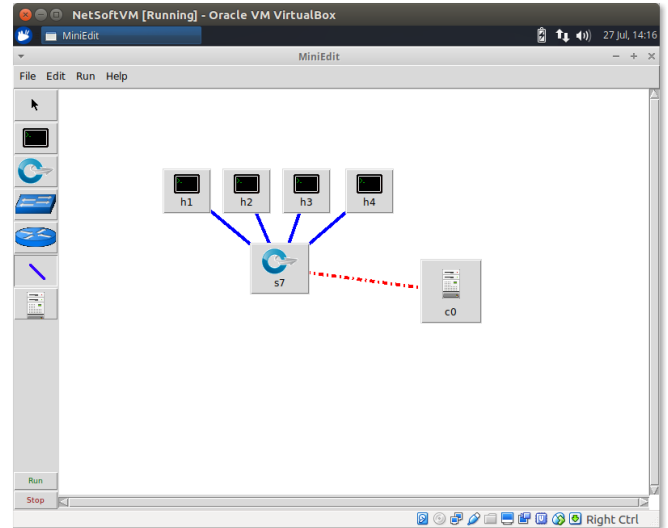 NetSoftVM [Running] - Oracle VM VirtualBox
MiniEdit 27 Jul, 14:16
MiniEdit
File Edit Run Help
h1 h2 h3 h4
s7
c0
Run
Stop
Right Ctrl